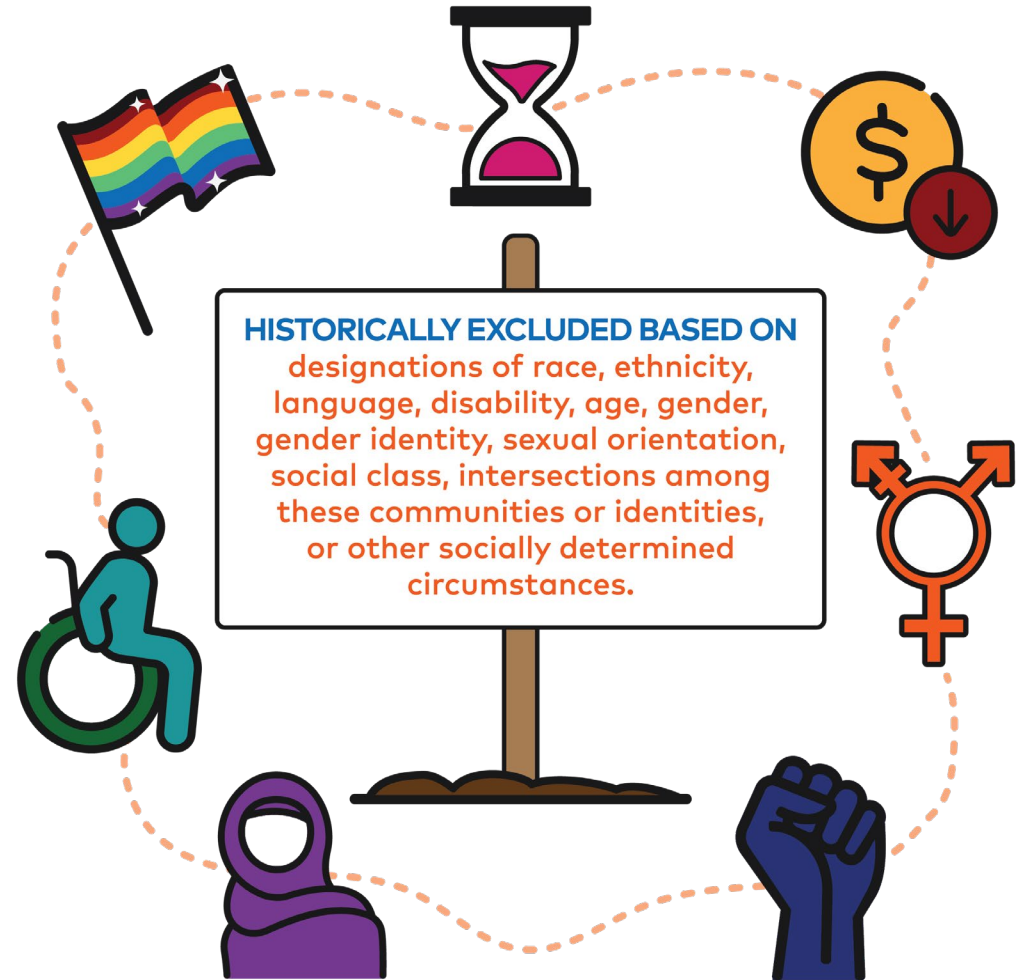 $
HISTORICALLY EXCLUDED BASED ON
designations of race, ethnicity,
language, disability, age, gender,
gender identity, sexual orientation,
social class, intersections among
these communities or identities,
or other socially determined
circumstances.